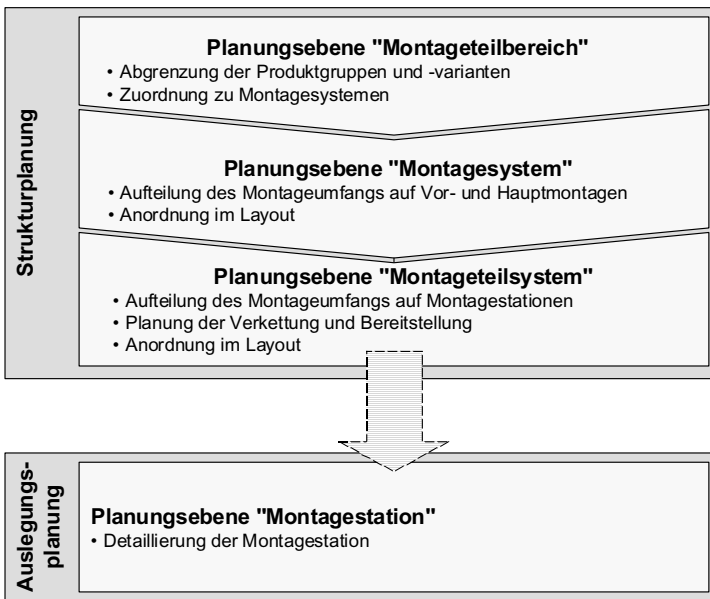 Strukturplanung
Planungsebene "Montageteilbereich"
• Abgrenzung der Produktgruppen und -varianten
• Zuordnung zu Montagesystemen
Planungsebene "Montagesystem"
• Aufteilung des Montageumfangs auf Vor- und Hauptmontagen
• Anordnung im Layout
Planungsebene "Montageteilsystem"
• Aufteilung des Montageumfangs auf Montagestationen
• Planung der Verkettung und Bereitstellung
• Anordnung im Layout
Auslegungs-
planung
Planungsebene "Montagestation"
• Detaillierung der Montagestation